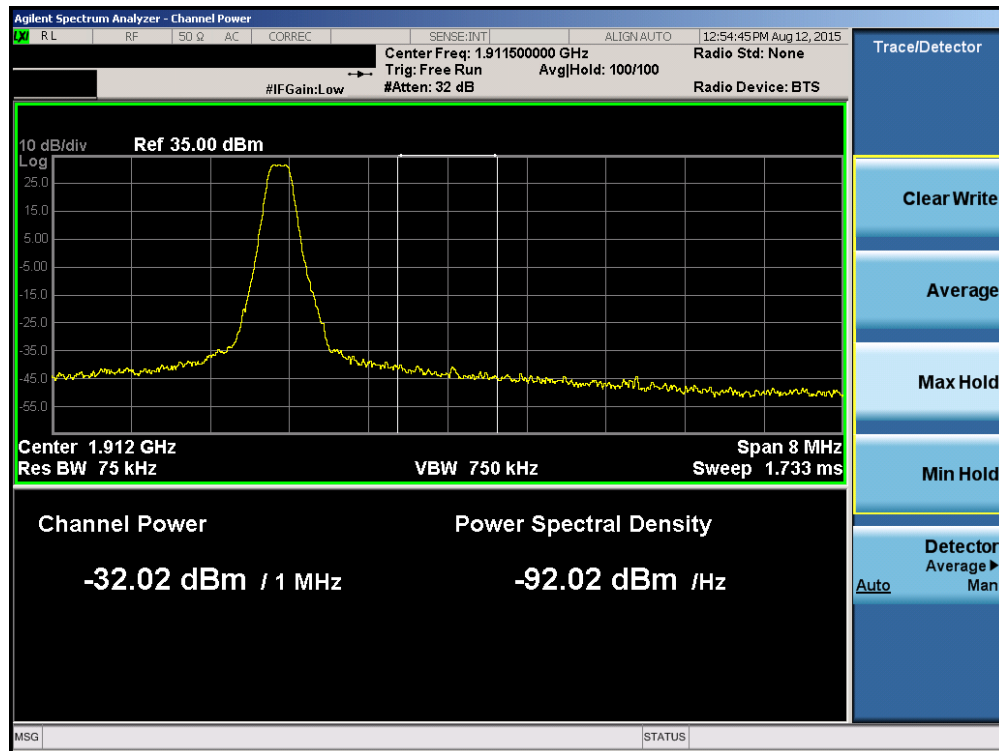 Agilent Spectrum Analyzer - Channel Power
LXI RL RF 50 Ω AC CORREC SENSE:INT ALIGN AUTO 12:54:45 PM Aug 12, 2015
Center Freq: 1.911500000 GHz Radio Std: None
Trig: Free Run Avg|Hold: 100/100
#IFGain:Low #Atten: 32 dB Radio Device: BTS
10 dB/div Ref 35.00 dBm
Log
25.0
15.0
5.00
-5.00
-15.0
-25.0
-35.0
-45.0
-55.0
Center 1.912 GHz Span 8 MHz
Res BW 75 kHz VBW 750 kHz Sweep 1.733 ms
Channel Power Power Spectral Density
-32.02 dBm / 1 MHz -92.02 dBm /Hz
Trace/Detector
Clear Write
Average
Max Hold
Min Hold
Detector
Average▶
Auto Man
MSG STATUS